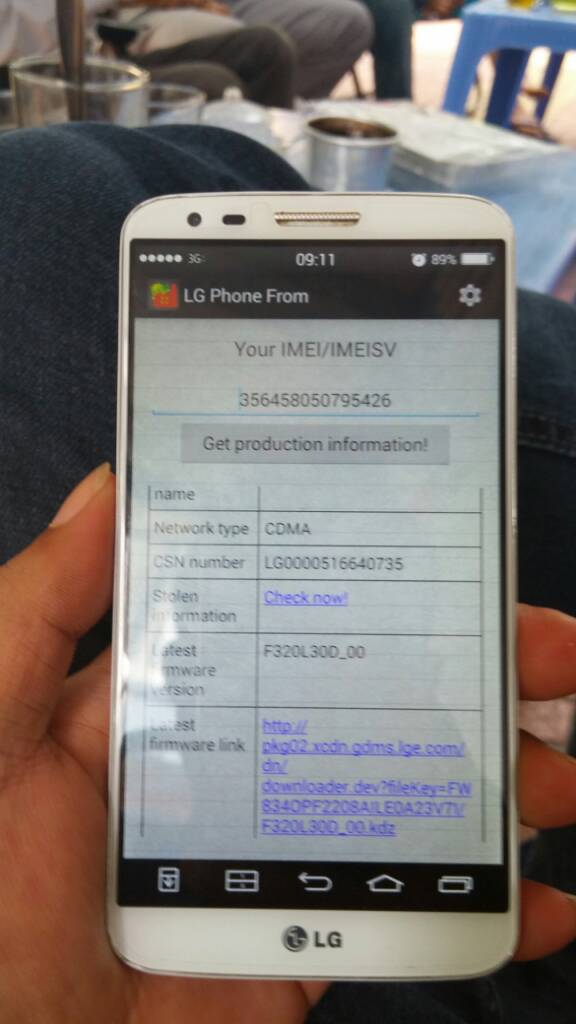 3G
09:11
89%
LG Phone From
Your IMEI/IMEISV
356458050795426
Get production information!
name
Network type CDMA
CSN number LG0000516640735
Stolen Check now!
information
Latest F320L30D_00
firmware
version
Latest http://
firmware link pkg02.xcdn.gdms.lge.com/
dn/
downloader.dev?fileKey=FW
834OPF2208AILE0A23V7\/
F320L30D_00.kdz
LG